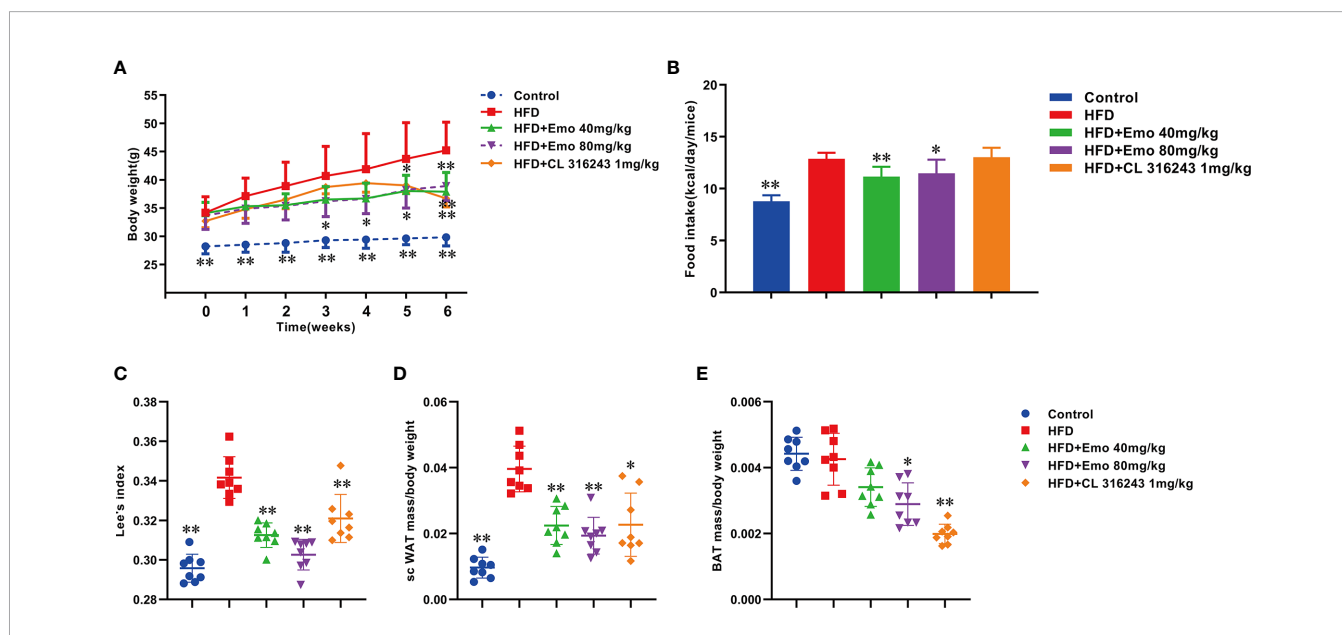 A
Body weight(g)
55
50
45
40
35
30
25
0
1
2
3
4
5
6
Time(weeks)
*
**
*
*
*
**
**
**
**
**
**
**
**
**
**
Control
HFD
HFD+Emo 40mg/kg
HFD+Emo 80mg/kg
HFD+CL 316243 1mg/kg
B
Food intake(kcal/day/mice)
20
15
10
5
0
**
**
*
Control
HFD
HFD+Emo 40mg/kg
HFD+Emo 80mg/kg
HFD+CL 316243 1mg/kg
C
Lee's index
0.38
0.36
0.34
0.32
0.30
0.28
**
**
**
**
D
sc WAT mass/body weight
0.06
0.04
0.02
0.00
**
**
**
*
E
BAT mass/body weight
0.006
0.004
0.002
0.000
*
**
Control
HFD
HFD+Emo 40mg/kg
HFD+Emo 80mg/kg
HFD+CL 316243 1mg/kg